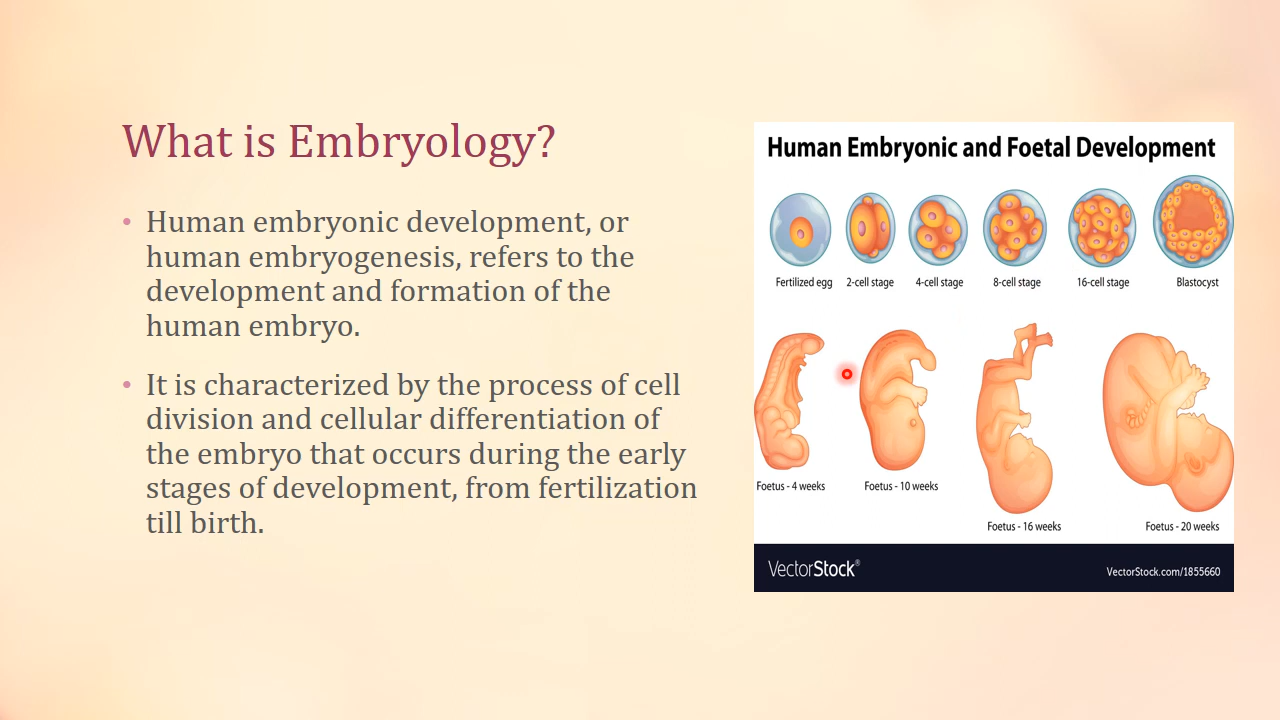 What is Embryology?
• Human embryonic development, or
human embryogenesis, refers to the
development and formation of the
human embryo.
• It is characterized by the process of cell
division and cellular differentiation of
the embryo that occurs during the early
stages of development, from fertilization
till birth.
Human Embryonic and Foetal Development
Fertilized egg 2-cell stage 4-cell stage 8-cell stage 16-cell stage Blastocyst
Foetus - 4 weeks Foetus - 10 weeks
Foetus - 16 weeks Foetus - 20 weeks
VectorStock® VectorStock.com/1855660